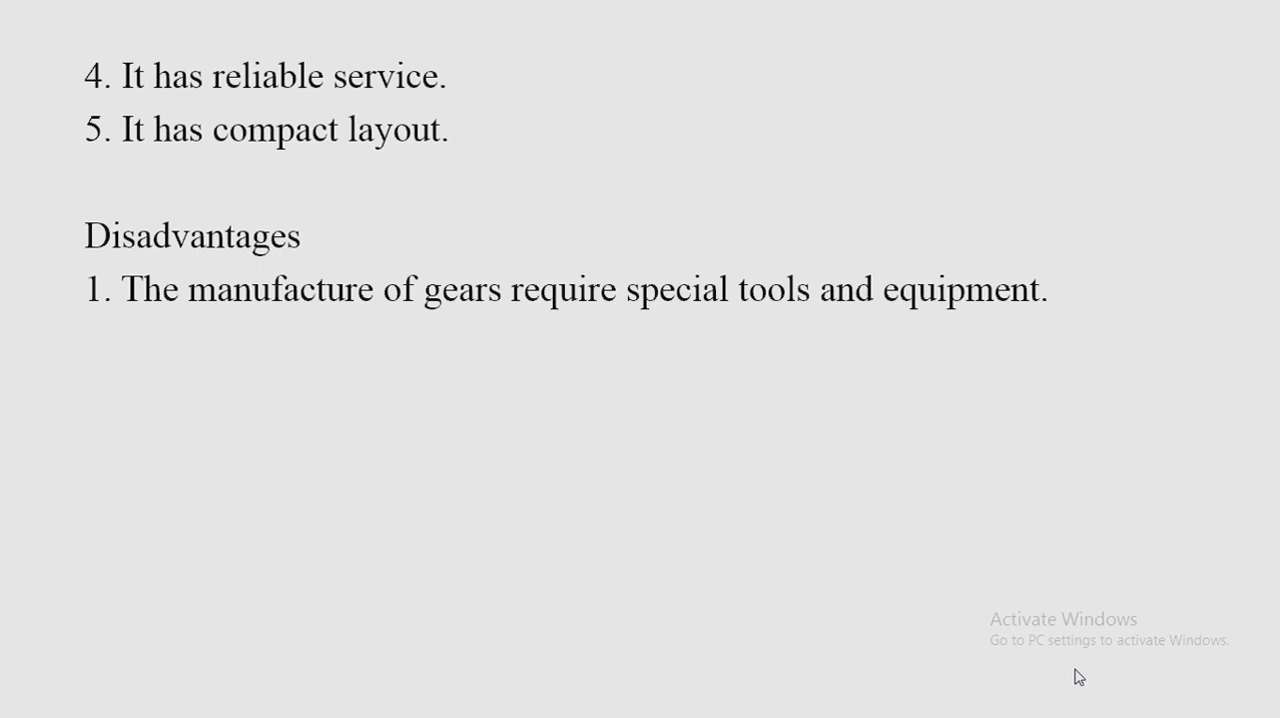 4. It has reliable service.
5. It has compact layout.
Disadvantages
1. The manufacture of gears require special tools and equipment.
Activate Windows
Go to PC settings to activate Windows.